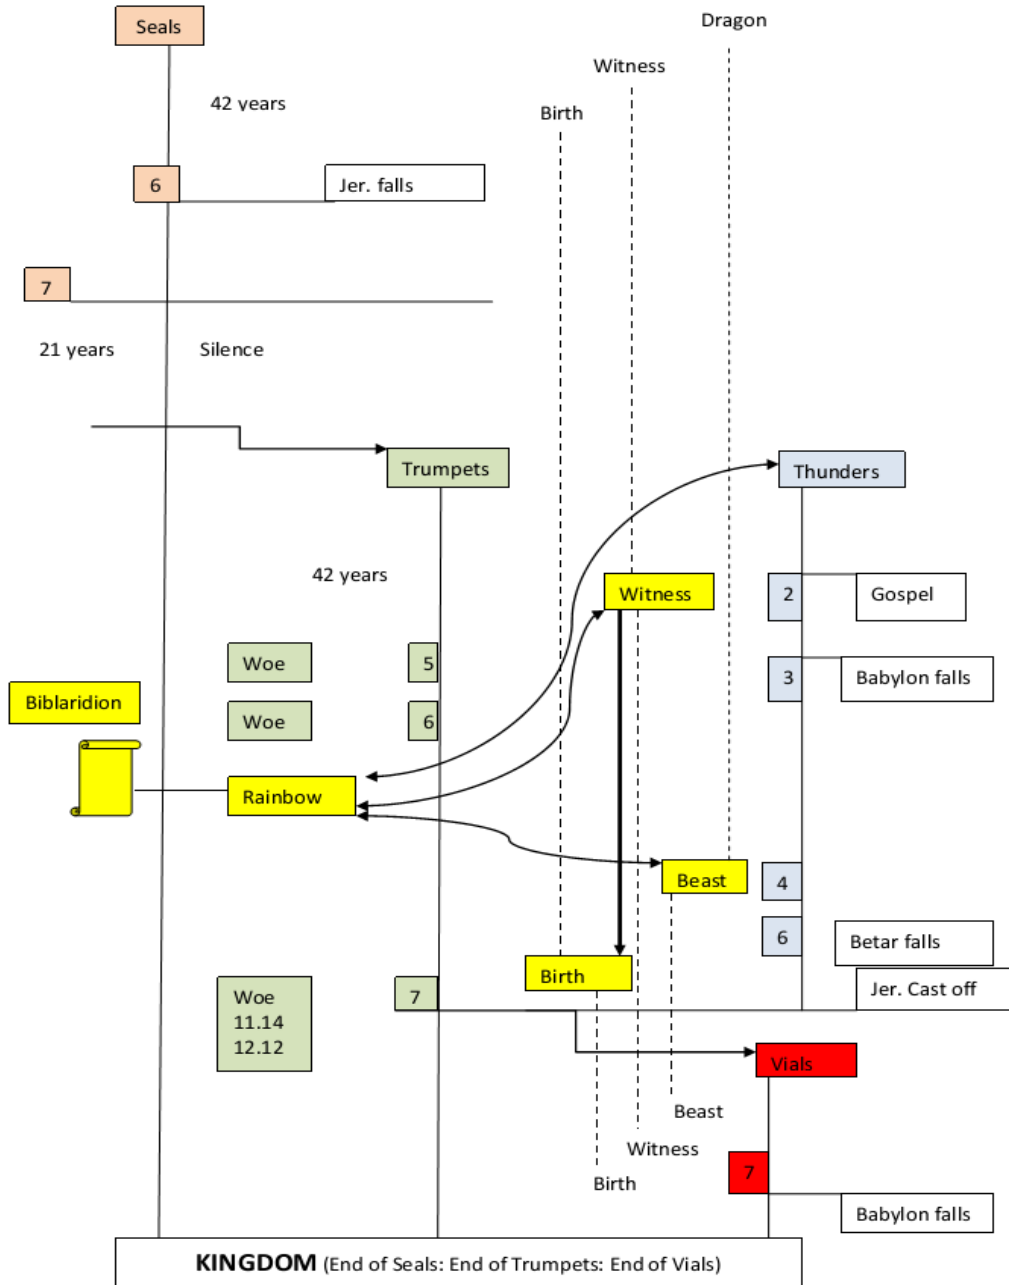 Seals
Dragon
Witness
42 years
Birth
6
Jer. falls
7
21 years
Silence
Trumpets
Thunders
42 years
Witness
2
Gospel
Woe
5
3
Babylon falls
Biblaridion
Woe
6
Rainbow
Beast
4
6
Betar falls
Birth
Woe
11.14
12.12
7
Jer. Cast off
Vials
Beast
Witness
7
Birth
Babylon falls
KINGDOM (End of Seals: End of Trumpets: End of Vials)